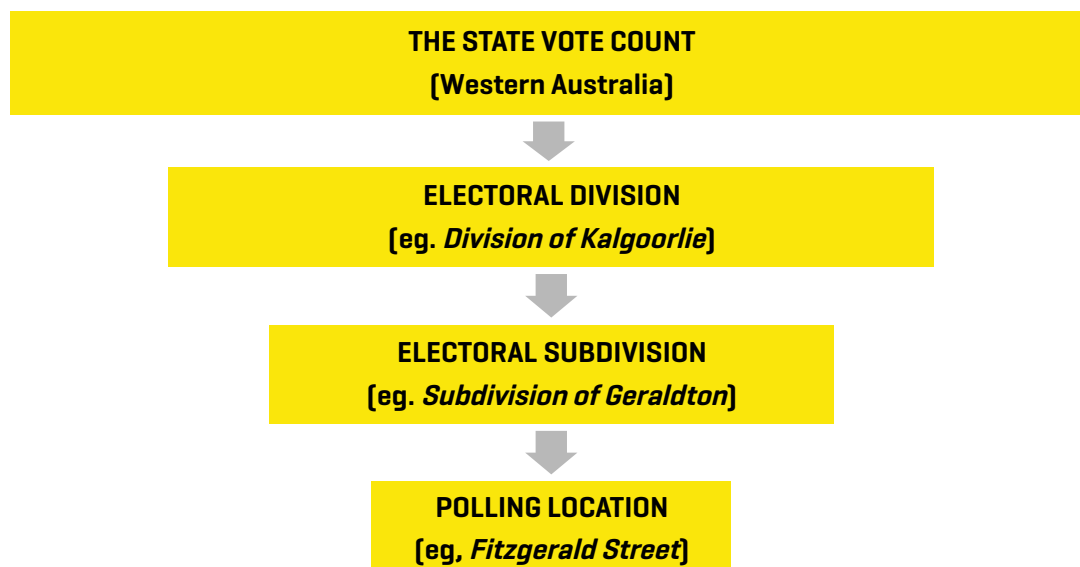 THE STATE VOTE COUNT
(Western Australia)
ELECTORAL DIVISION
(eg. Division of Kalgoorlie)
ELECTORAL SUBDIVISION
(eg. Subdivision of Geraldton)
POLLING LOCATION
(eg, Fitzgerald Street)